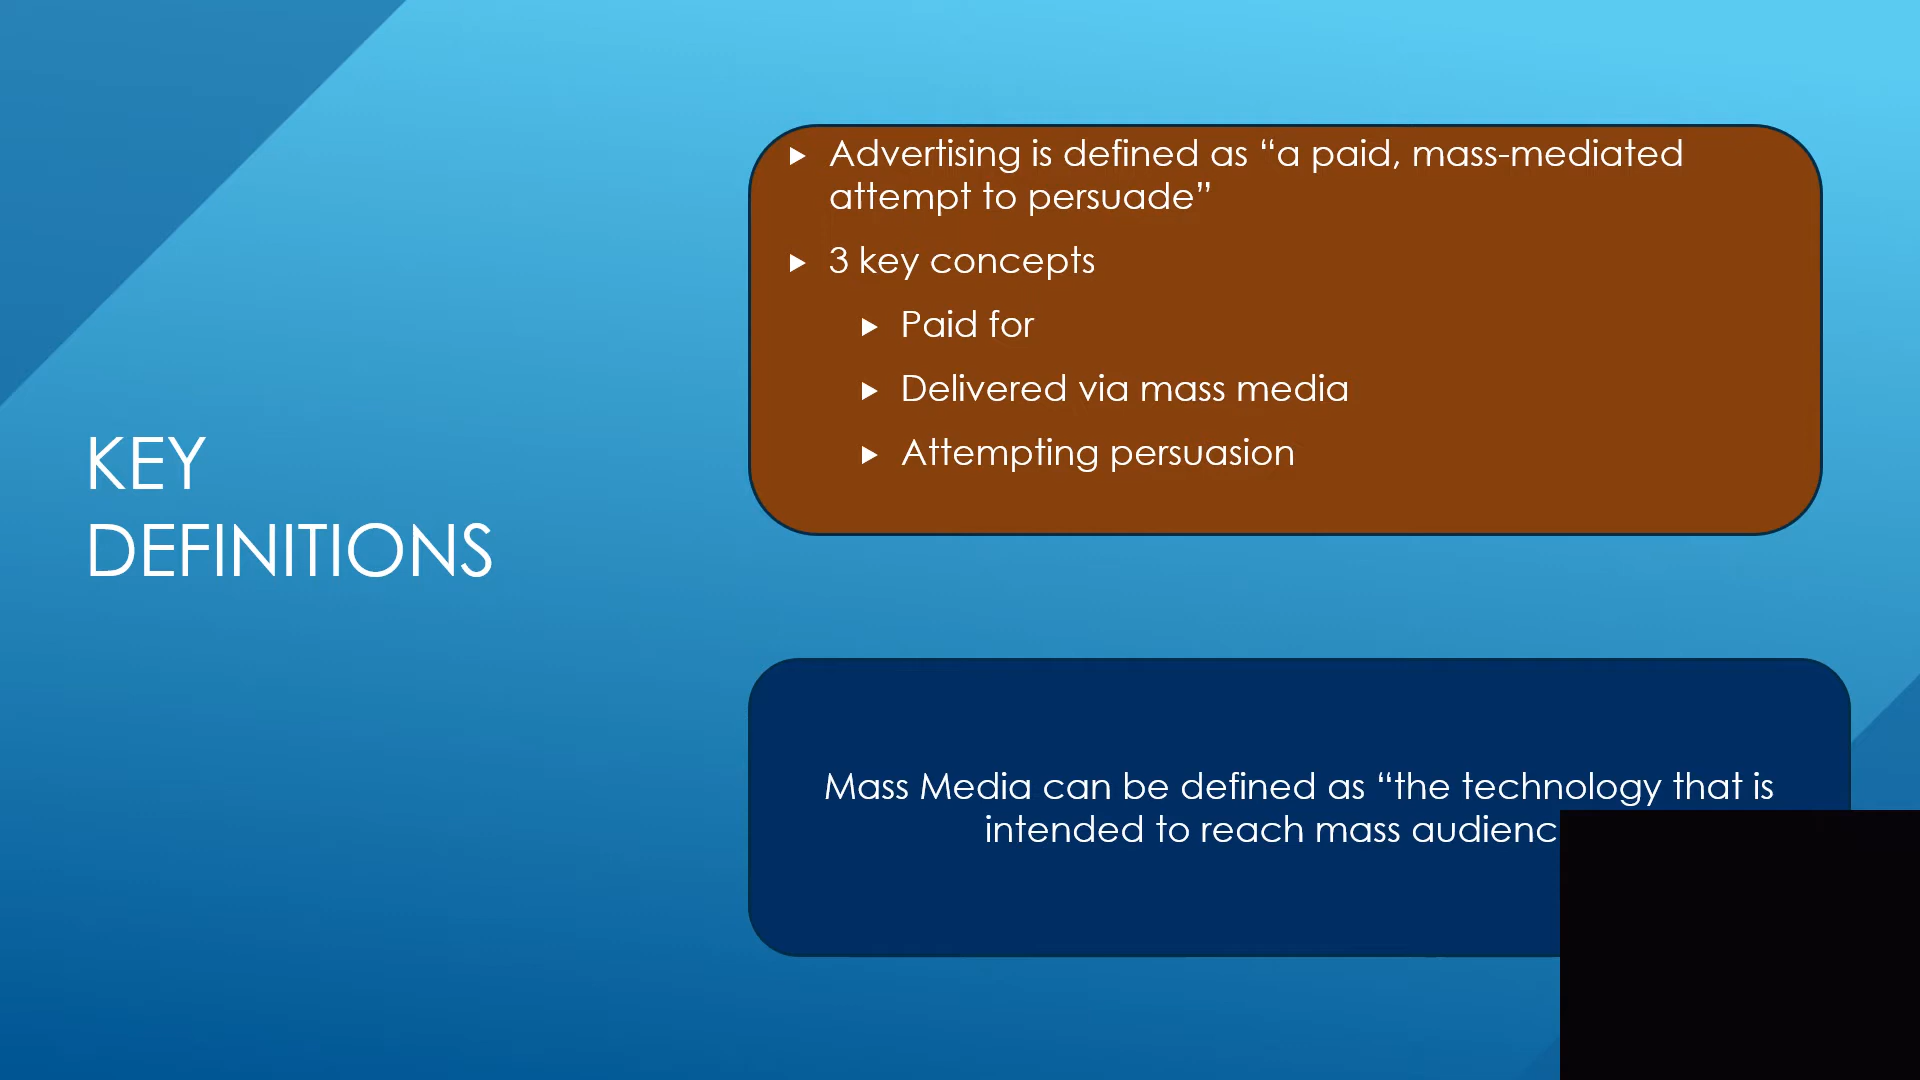 KEY
DEFINITIONS
Advertising is defined as “a paid, mass-mediated
attempt to persuade”
3 key concepts
Paid for
Delivered via mass media
Attempting persuasion
Mass Media can be defined as “the technology that is
intended to reach mass